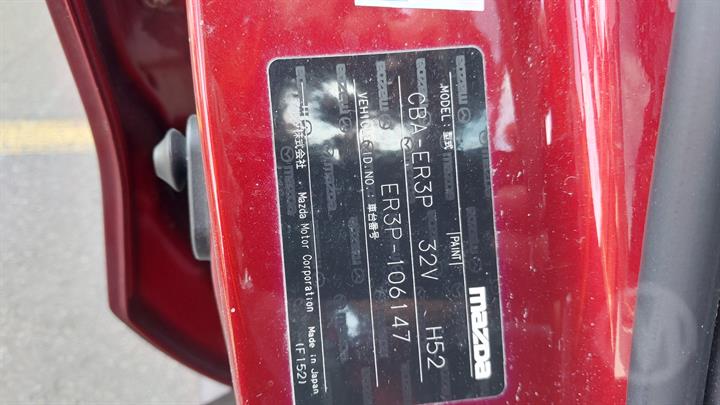 mazda
MODEL:型式 |PAINT|
CBA-ER3P 32V H52
VEHICLE ID.NO.:車台番号
ER3P-106147
株式会社 Mazda Motor Corporation Made in Japan
(F152)